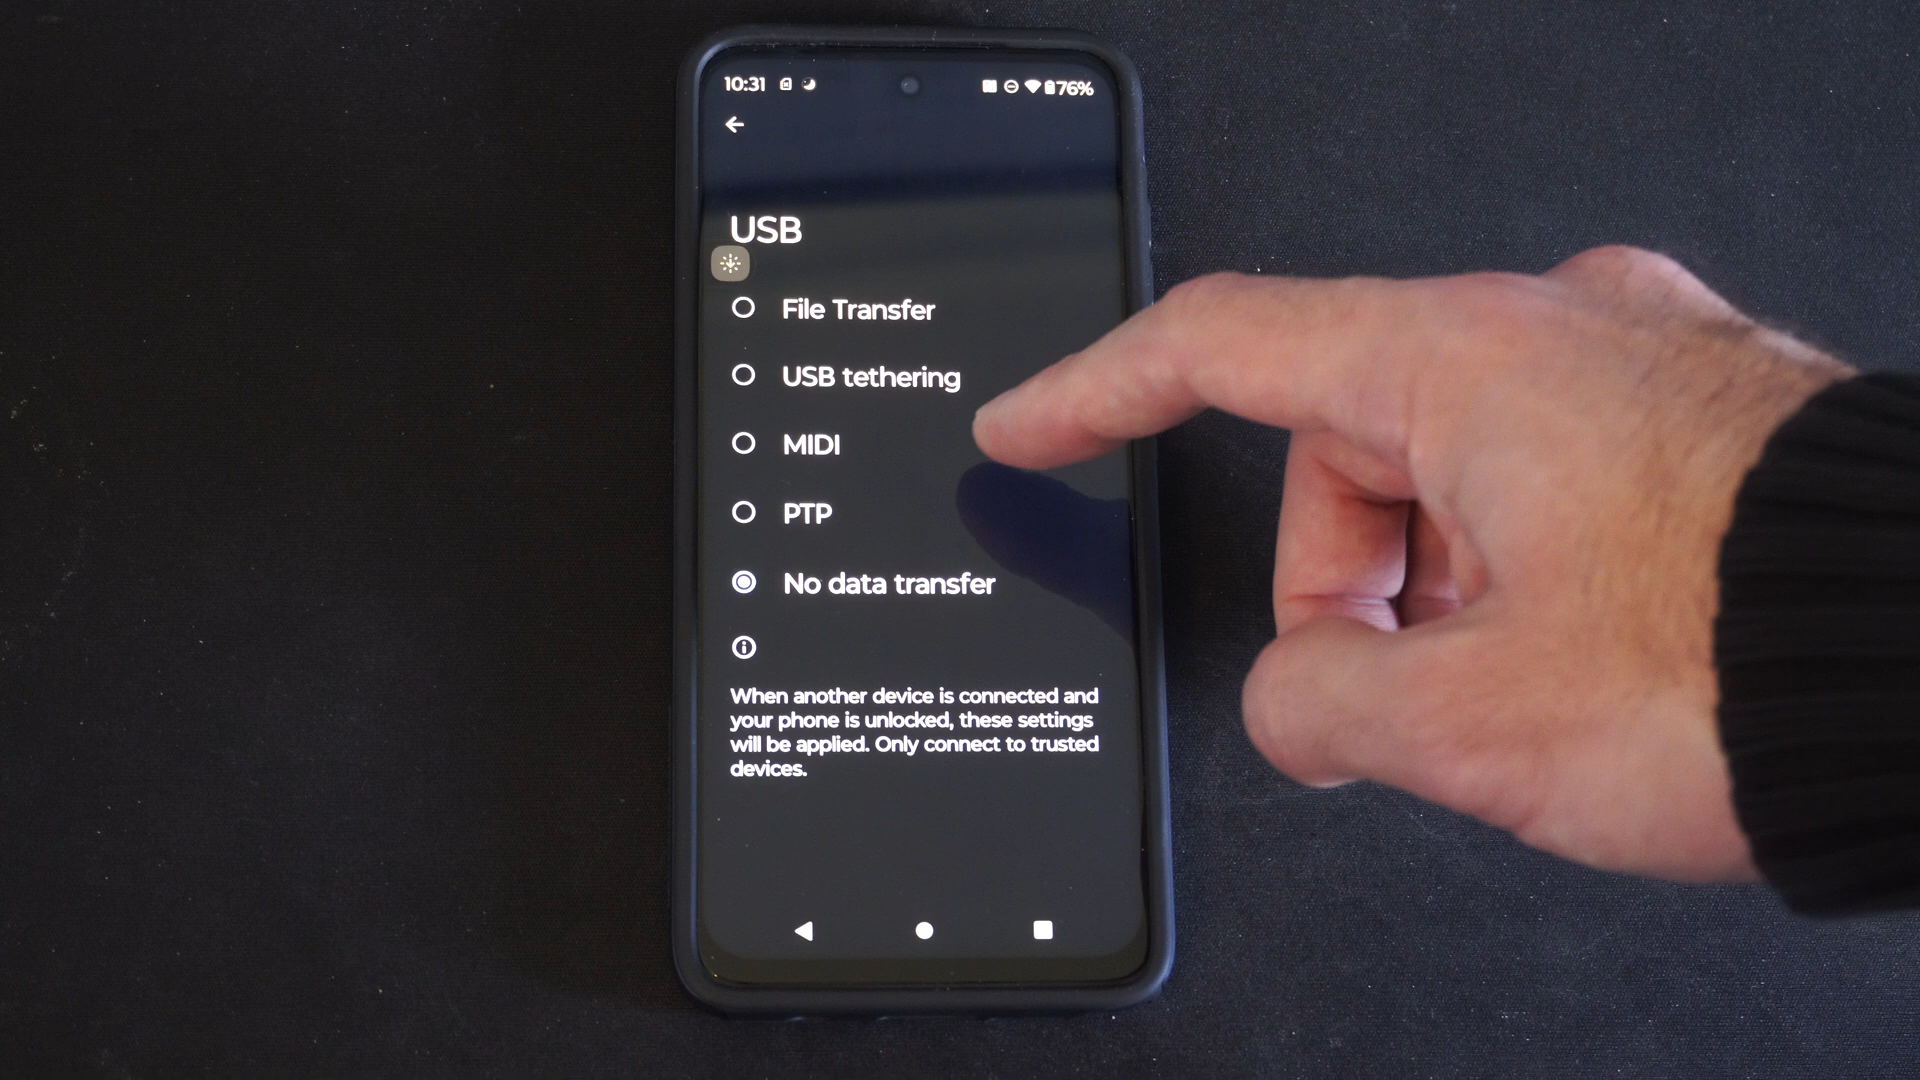 10:31
76%
USB
File Transfer
USB tethering
MIDI
PTP
No data transfer
When another device is connected and
your phone is unlocked, these settings
will be applied. Only connect to trusted
devices.